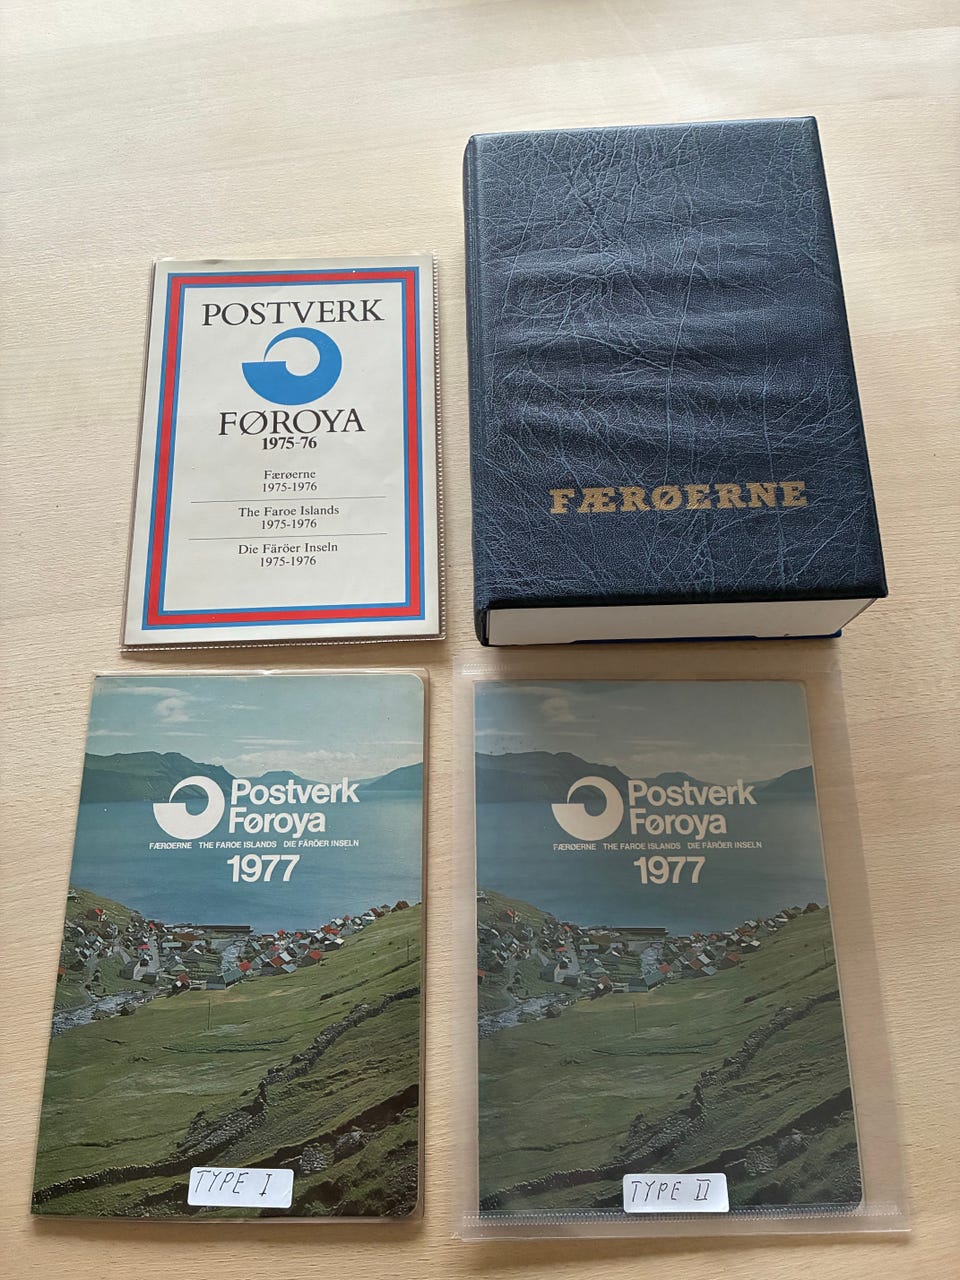 POSTVERK
FØROYA
1975-76
Færøerne
1975-1976
The Faroe Islands
1975-1976
Die Färöer Inseln
1975-1976
FÆRØERNE
Postverk
Føroya
FÆRØERNE THE FAROE ISLANDS DIE FÄRÖER INSELN
1977
TYPE I
Postverk
Føroya
FÆRØERNE THE FAROE ISLANDS DIE FÄRÖER INSELN
1977
TYPE II